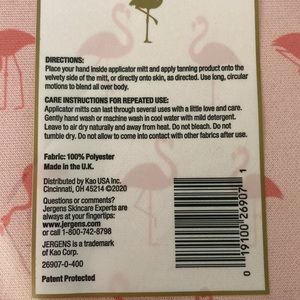 DIRECTIONS:
Place your hand inside applicator mitt and apply tanning product onto the
velvety side of the mitt, or directly onto skin, as directed. Use long, circular
motions to blend all over body.
CARE INSTRUCTIONS FOR REPEATED USE:
Applicator mitts can last through several uses with a little love and care.
Gently hand wash or machine wash in cool water with mild detergent.
Leave to air dry naturally and away from heat. Do not bleach. Do not
tumble dry. Do not allow to come into contact with other fabrics after use.
Fabric: 100% Polyester
Made in the U.K.
Distributed by Kao USA Inc.
Cincinnati, OH 45214 ©2020
Questions or comments?
Jergens Skincare Experts are
always at your fingertips:
www.jergens.com
or call 1-800-742-8798
JERGENS is a trademark
of Kao Corp.
26907-0-400
Patent Protected
0 19100 26907 1